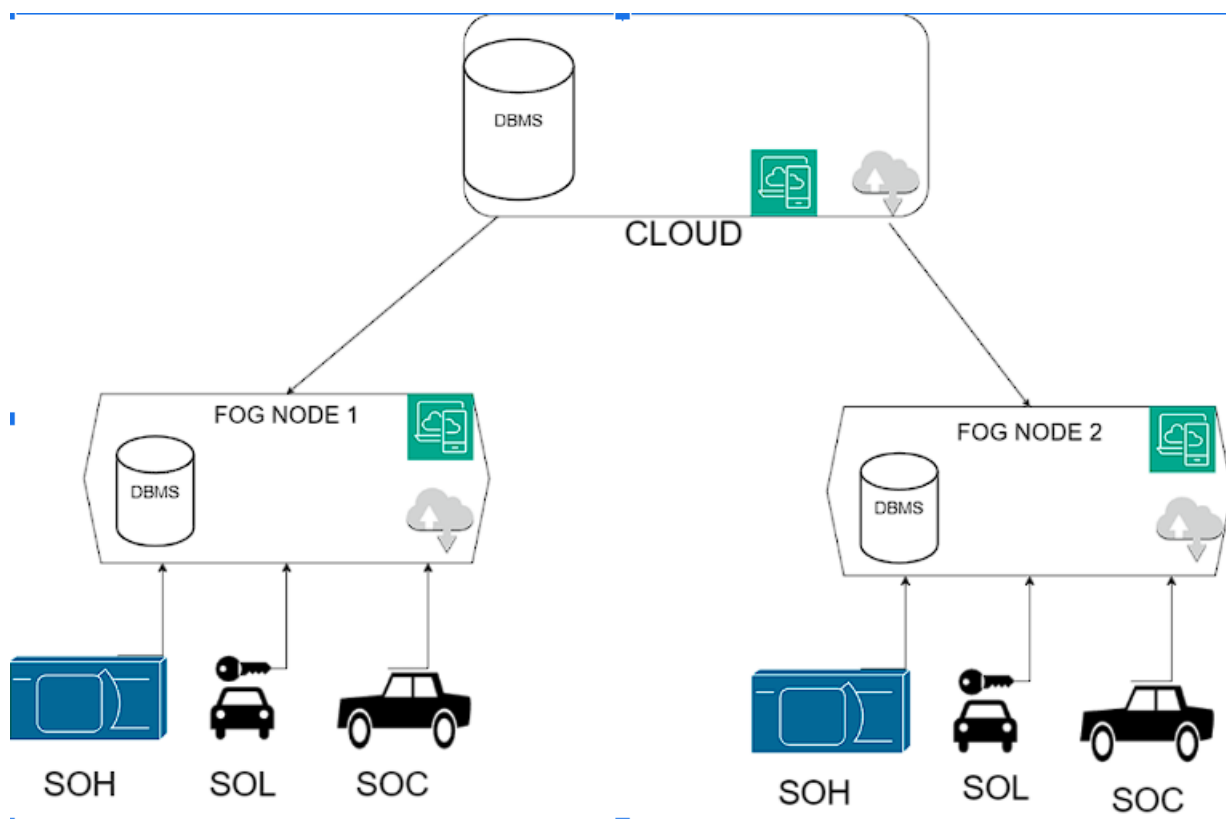 DBMS
CLOUD
FOG NODE 1
DBMS
FOG NODE 2
DBMS
SOH
SOL
SOC
SOH
SOL
SOC